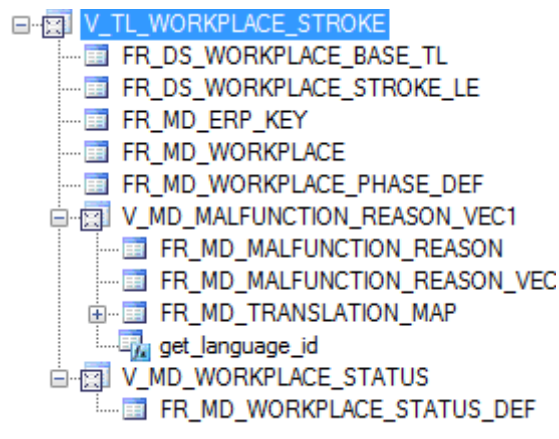 V_TL_WORKPLACE_STROKE
FR_DS_WORKPLACE_BASE_TL
FR_DS_WORKPLACE_STROKE_LE
FR_MD_ERP_KEY
FR_MD_WORKPLACE
FR_MD_WORKPLACE_PHASE_DEF
V_MD_MALFUNCTION_REASON_VEC1
FR_MD_MALFUNCTION_REASON
FR_MD_MALFUNCTION_REASON_VEC
FR_MD_TRANSLATION_MAP
get_language_id
V_MD_WORKPLACE_STATUS
FR_MD_WORKPLACE_STATUS_DEF